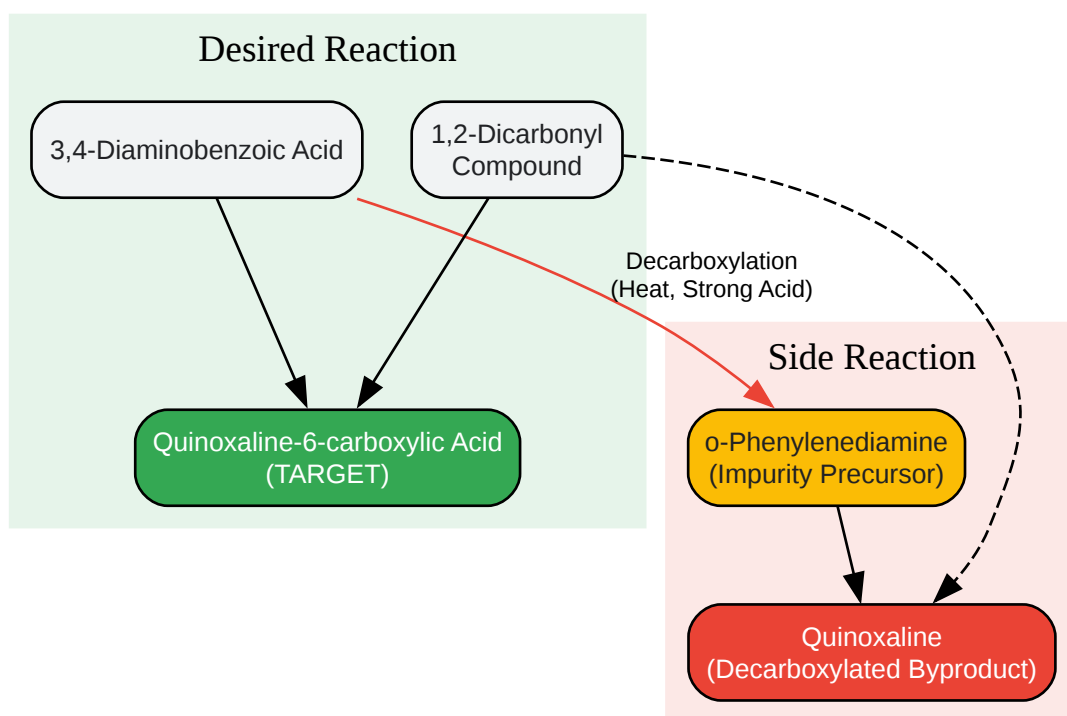 Desired Reaction
3,4-Diaminobenzoic Acid
1,2-Dicarbonyl
Compound
Decarboxylation
(Heat, Strong Acid)
Quinoxaline-6-carboxylic Acid
(TARGET)
Side Reaction
o-Phenylenediamine
(Impurity Precursor)
Quinoxaline
(Decarboxylated Byproduct)